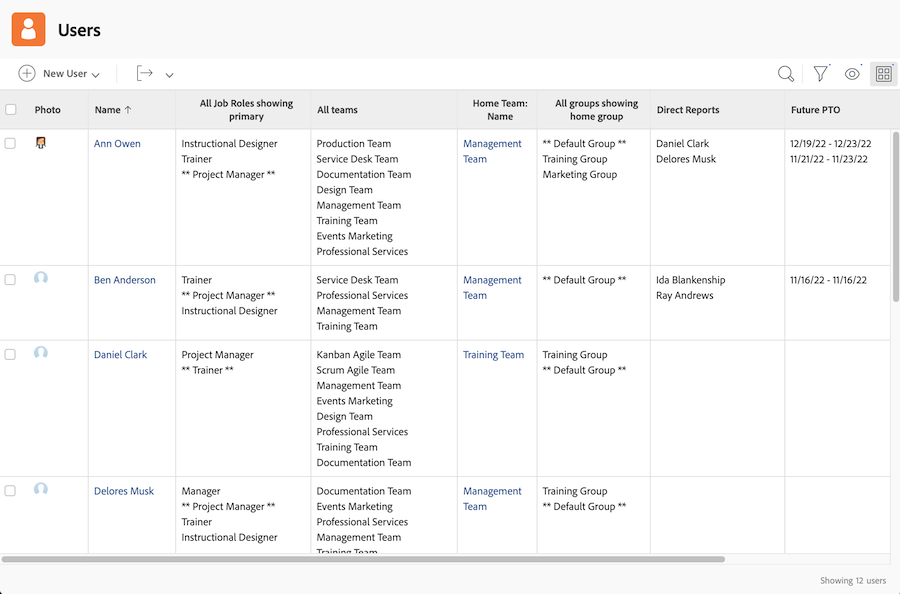 Users
New User
Photo
Name ↑
All Job Roles showing
primary
All teams
Home Team:
Name
All groups showing
home group
Direct Reports
Future PTO
Ann Owen
Instructional Designer
Trainer
** Project Manager **
Production Team
Service Desk Team
Documentation Team
Design Team
Management Team
Training Team
Events Marketing
Professional Services
Management
Team
** Default Group **
Training Group
Marketing Group
Daniel Clark
Delores Musk
12/19/22 - 12/23/22
11/21/22 - 11/23/22
Ben Anderson
Trainer
** Project Manager **
Instructional Designer
Service Desk Team
Professional Services
Management Team
Training Team
Management
Team
** Default Group **
Ida Blankenship
Ray Andrews
11/16/22 - 11/16/22
Daniel Clark
Project Manager
** Trainer **
Kanban Agile Team
Scrum Agile Team
Management Team
Events Marketing
Design Team
Professional Services
Training Team
Documentation Team
Training Team
Training Group
** Default Group **
Delores Musk
Manager
** Project Manager **
Trainer
Instructional Designer
Documentation Team
Events Marketing
Professional Services
Management Team
Training Team
Management
Team
Training Group
** Default Group **
Showing 12 users